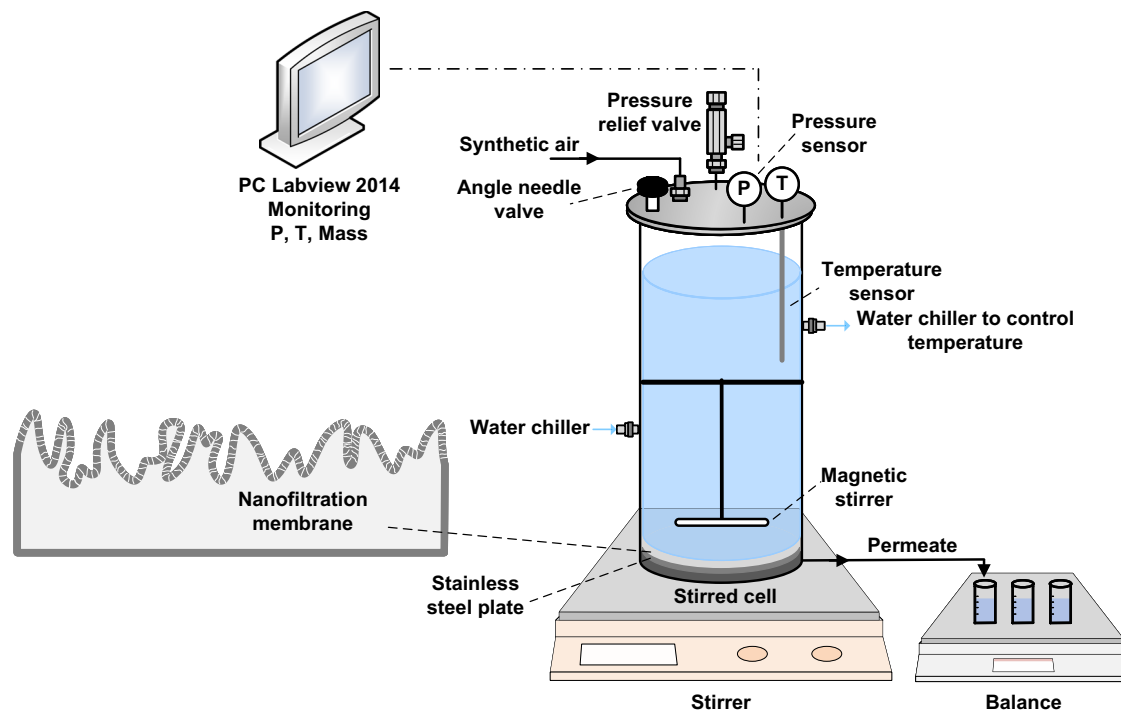 Pressure
relief valve
Pressure
sensor
Synthetic air
P
T
PC Labview 2014
Monitoring
P, T, Mass
Angle needle
valve
Temperature
sensor
Water chiller to control
temperature
Water chiller
Nanofiltration
membrane
Magnetic
stirrer
Permeate
Stainless
steel plate
Stirred cell
Stirrer
Balance